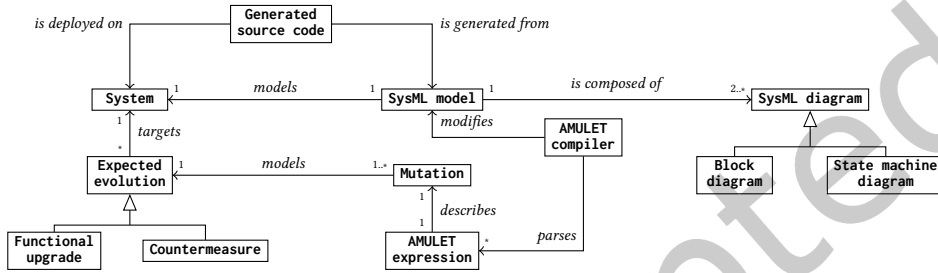 Generated
source code
is deployed on
is generated from
System
1
models
1
SysML model
1
is composed of
2..*
SysML diagram
1
targets
*
modifies
AMULET
compiler
Expected
evolution
1
models
1..*
Mutation
Block
diagram
State machine
diagram
1
describes
1
Functional
upgrade
Countermeasure
AMULET
expression
*
parses